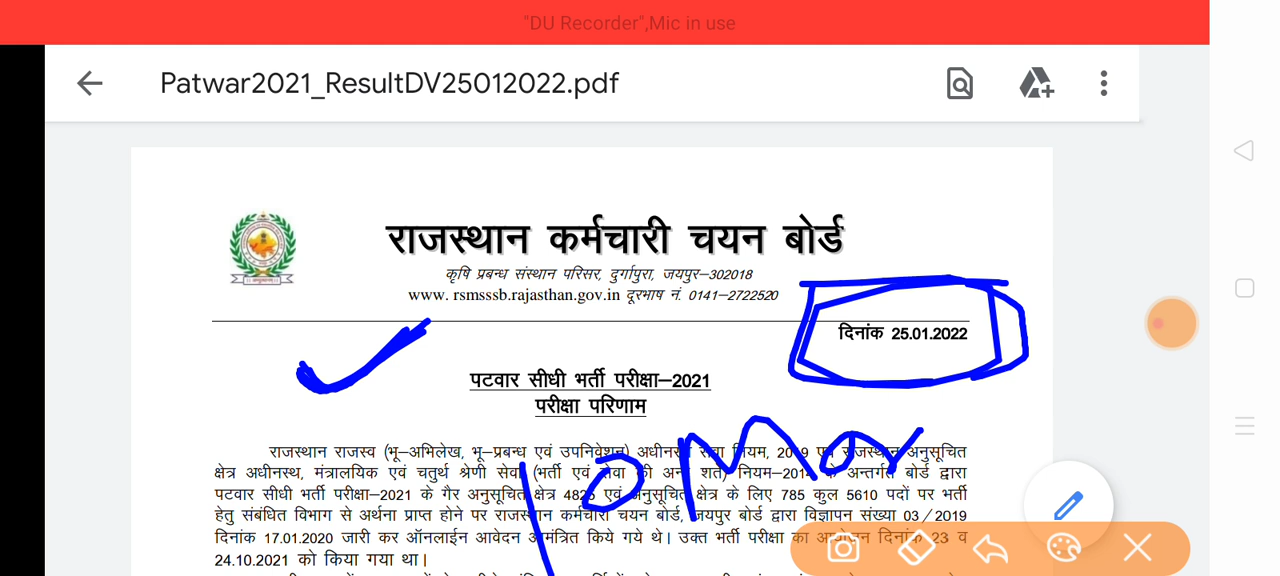 "DU Recorder",Mic in use
Patwar2021_ResultDV25012022.pdf
राजस्थान कर्मचारी चयन बोर्ड
कृषि प्रबन्ध संस्थान परिसर, दुर्गापुरा, जयपुर–302018
www. rsmsssb.rajasthan.gov.in दूरभाष नं. 0141–2722520
दिनांक 25.01.2022
पटवार सीधी भर्ती परीक्षा–2021
परीक्षा परिणाम
राजस्थान राजस्व (भू–अभिलेख, भू–प्रबन्ध एवं उपनिवेशन) अधीनस्थ सेवा नियम, 2019 एवं राजस्थान अनुसूचित
क्षेत्र अधीनस्थ, मंत्रालयिक एवं चतुर्थ श्रेणी सेवा (भर्ती एवं सेवा की अन्य शर्ते) नियम–2014 के अन्तर्गत बोर्ड द्वारा
पटवार सीधी भर्ती परीक्षा–2021 के गैर अनुसूचित क्षेत्र 4825 एवं अनुसूचित क्षेत्र के लिए 785 कुल 5610 पदों पर भर्ती
हेतु संबंधित विभाग से अर्थना प्राप्त होने पर राजस्थान कर्मचारी चयन बोर्ड, जयपुर बोर्ड द्वारा विज्ञापन संख्या 03/2019
दिनांक 17.01.2020 जारी कर ऑनलाईन आवेदन आमंत्रित किये गये थे। उक्त भर्ती परीक्षा का आयोजन दिनांक 23 व
24.10.2021 को किया गया था।